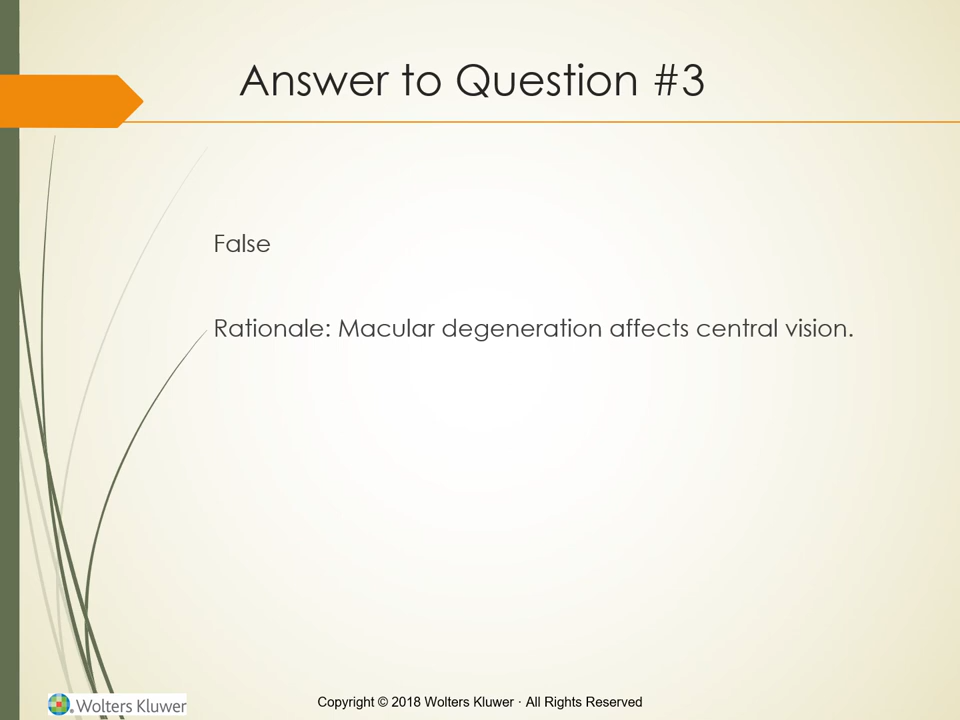 Answer to Question #3
False
Rationale: Macular degeneration affects central vision.
Wolters Kluwer
Copyright © 2018 Wolters Kluwer · All Rights Reserved